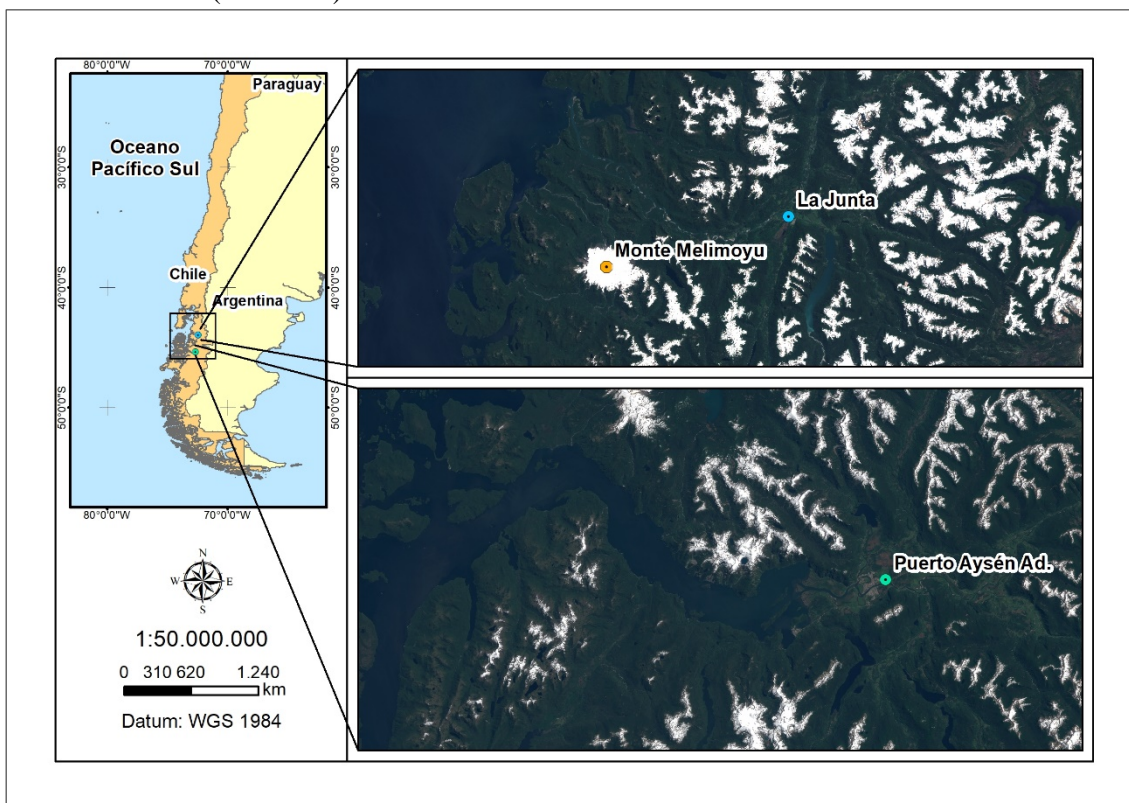 80°0'0"W 70°0'0"W
Paraguay
Oceano
Pacífico Sul
30°0'0"S 30°0'0"S
Chile
40°0'0"S 40°0'0"S
Argentina
50°0'0"S 50°0'0"S
80°0'0"W 70°0'0"W
N
W E
S
1:50.000.000
0 310 620 1.240
km
Datum: WGS 1984
La Junta
Monte Melimoyu
Puerto Aysén Ad.